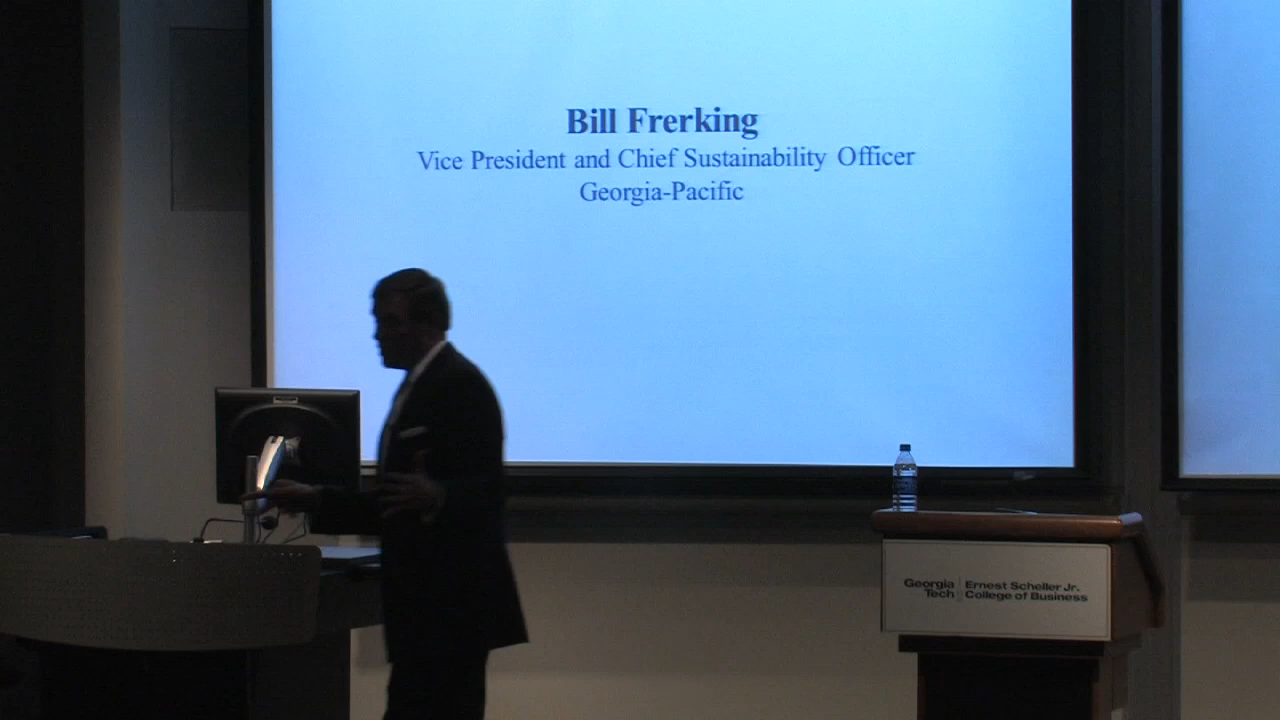 Bill Frerking
Vice President and Chief Sustainability Officer
Georgia-Pacific
Georgia Tech
Ernest Scheller Jr.
College of Business